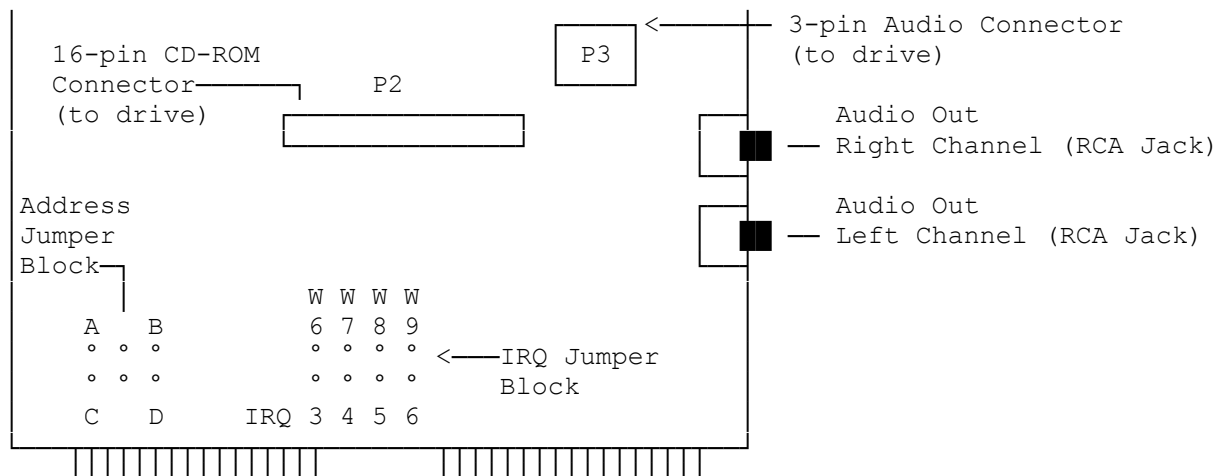 3-pin Audio Connector
(to drive)
16-pin CD-ROM
Connector
(to drive)
P2
P3
Audio Out
Right Channel (RCA Jack)
Audio Out
Left Channel (RCA Jack)
Address
Jumper
Block
W W W W
A B 6 7 8 9
IRQ Jumper
Block
C D IRQ 3 4 5 6